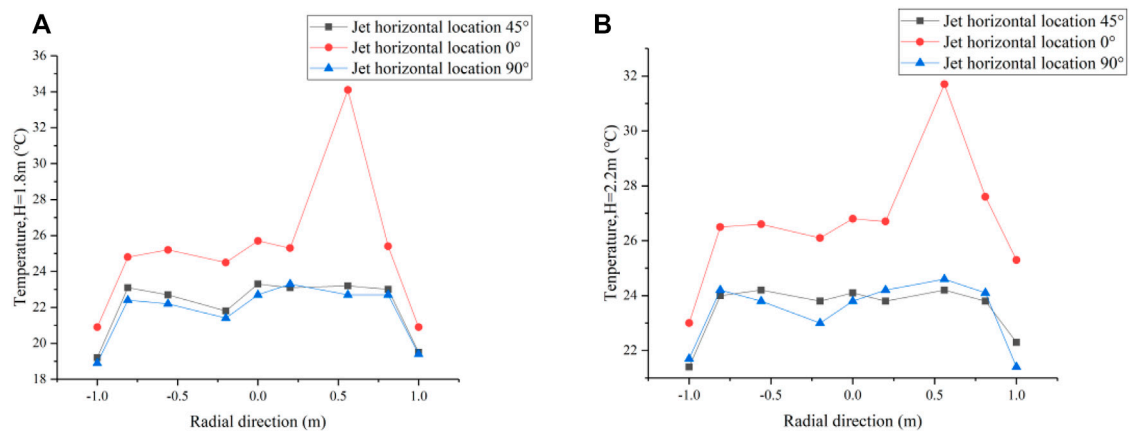 A
Jet horizontal location 45°
Jet horizontal location 0°
Jet horizontal location 90°
Temperature,H=1.8m (℃)
36
34
32
30
28
26
24
22
20
18
-1.0
-0.5
0.0
0.5
1.0
Radial direction (m)
B
Jet horizontal location 45°
Jet horizontal location 0°
Jet horizontal location 90°
Tenperature,H=2.2m (℃)
32
30
28
26
24
22
-1.0
-0.5
0.0
0.5
1.0
Radial direction (m)